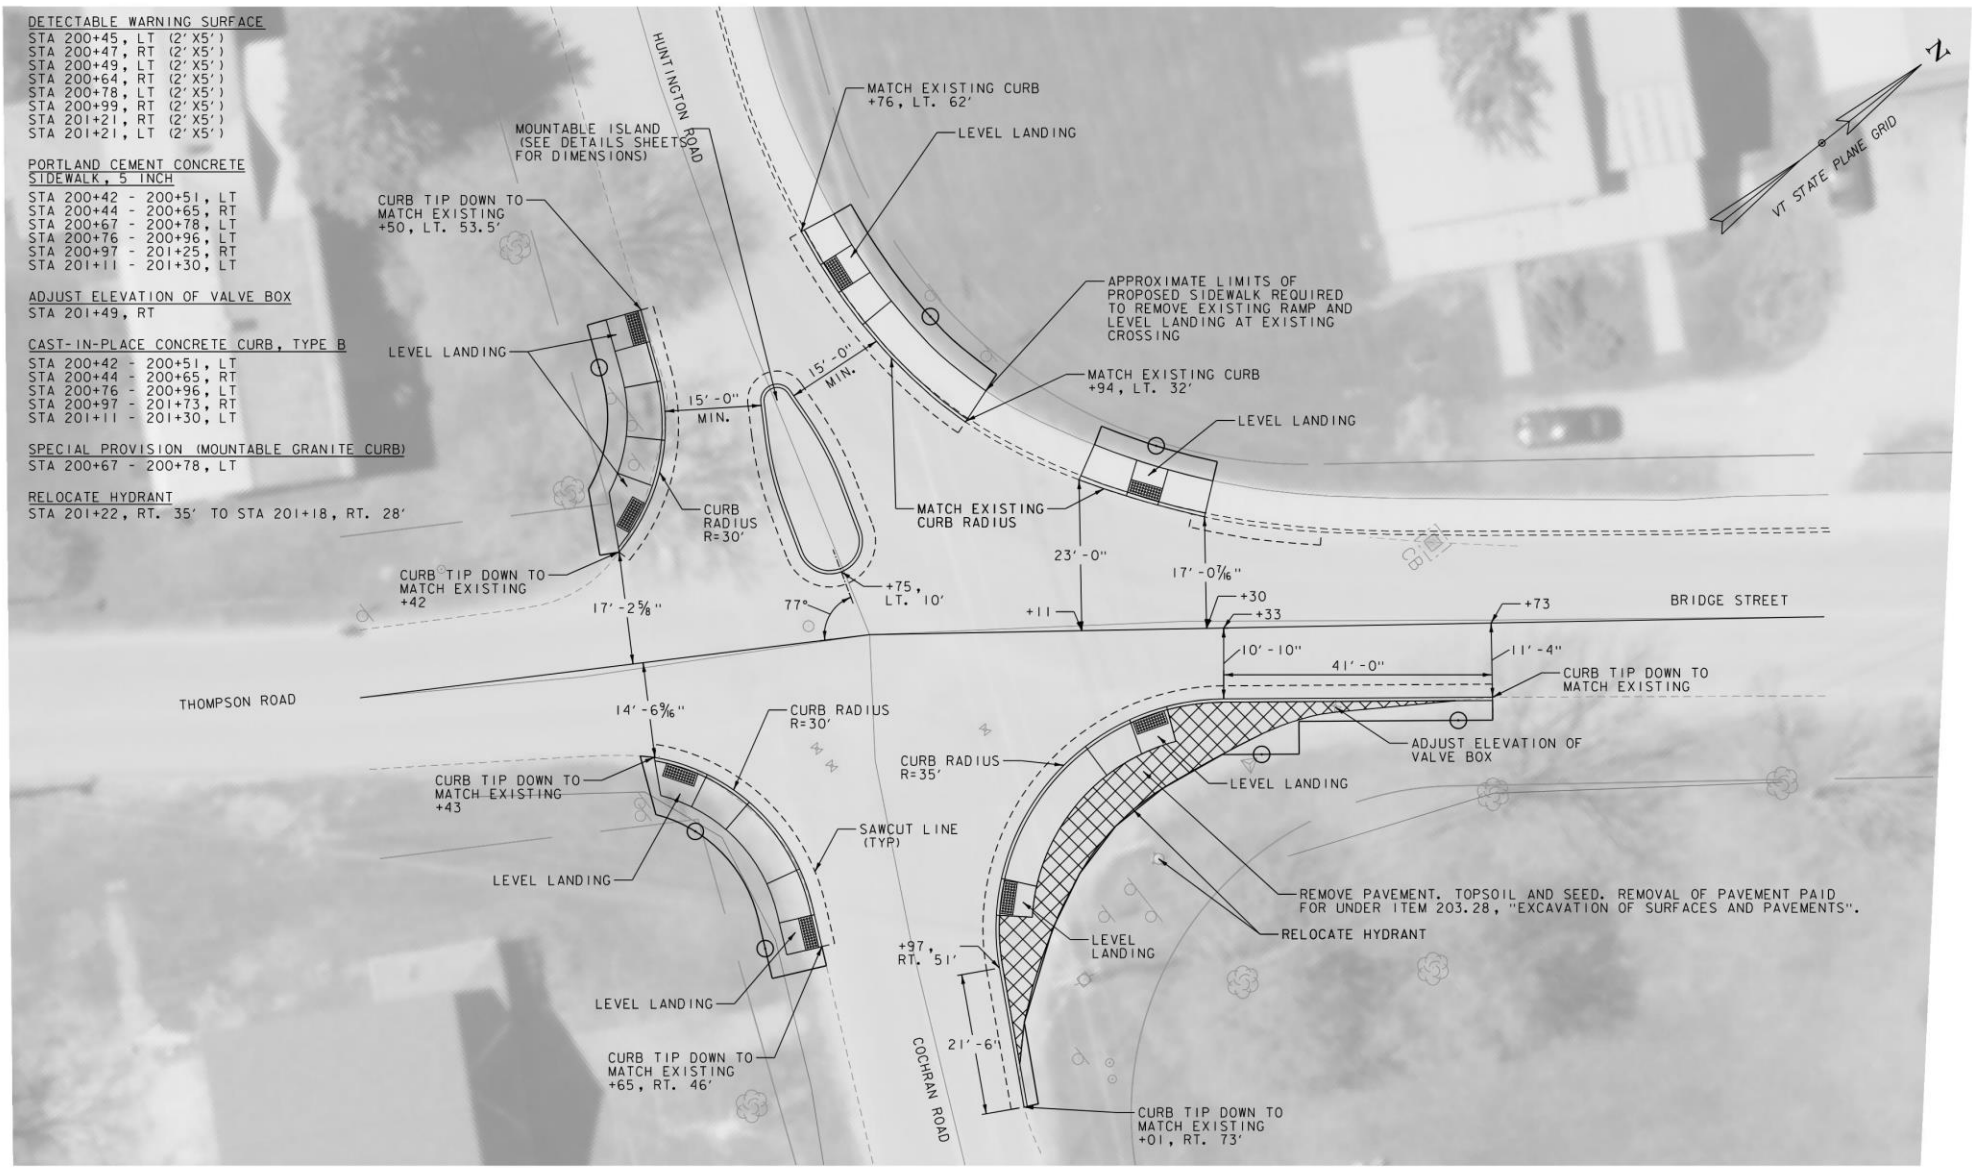 DETECTABLE WARNING SURFACE
STA 200+45, LT (2'X5')
STA 200+47, RT (2'X5')
STA 200+49, LT (2'X5')
STA 200+64, RT (2'X5')
STA 200+78, LT (2'X5')
STA 200+99, RT (2'X5')
STA 201+21, RT (2'X5')
STA 201+21, LT (2'X5')
PORTLAND CEMENT CONCRETE
SIDEWALK, 5 INCH
STA 200+42 - 200+51, LT
STA 200+44 - 200+65, RT
STA 200+67 - 200+78, LT
STA 200+76 - 200+96, LT
STA 200+97 - 201+25, RT
STA 201+11 - 201+30, LT
ADJUST ELEVATION OF VALVE BOX
STA 201+49, RT
CAST-IN-PLACE CONCRETE CURB, TYPE B
STA 200+42 - 200+51, LT
STA 200+44 - 200+65, RT
STA 200+76 - 200+96, LT
STA 200+97 - 201+73, RT
STA 201+11 - 201+30, LT
SPECIAL PROVISION (MOUNTABLE GRANITE CURB)
STA 200+67 - 200+78, LT
RELOCATE HYDRANT
STA 201+22, RT. 35' TO STA 201+18, RT. 28'
HUNTINGTON ROAD
MOUNTABLE ISLAND
(SEE DETAILS SHEETS
FOR DIMENSIONS)
MATCH EXISTING CURB
+76, LT. 62'
LEVEL LANDING
N
VT STATE PLANE GRID
CURB TIP DOWN TO
MATCH EXISTING
+50, LT. 53.5'
APPROXIMATE LIMITS OF
PROPOSED SIDEWALK REQUIRED
TO REMOVE EXISTING RAMP AND
LEVEL LANDING AT EXISTING
CROSSING
LEVEL LANDING
15'-0"
MIN.
15'-0"
MIN.
MATCH EXISTING CURB
+94, LT. 32'
LEVEL LANDING
CURB
RADIUS
R=30'
MATCH EXISTING
CURB RADIUS
CB
23'-0"
17'-0⅞16"
CURB TIP DOWN TO
MATCH EXISTING
+42
17'-2⅝"
77°
+75,
LT. 10'
+11
+30
+33
+73
BRIDGE STREET
10'-10"
41'-0"
11'-4"
CURB TIP DOWN TO
MATCH EXISTING
THOMPSON ROAD
14'-6 9/16"
CURB RADIUS
R=30'
CURB RADIUS
R=35'
ADJUST ELEVATION OF
VALVE BOX
CURB TIP DOWN TO
MATCH EXISTING
+43
LEVEL LANDING
SAWCUT LINE
(TYP)
LEVEL LANDING
REMOVE PAVEMENT, TOPSOIL AND SEED. REMOVAL OF PAVEMENT PAID
FOR UNDER ITEM 203.28, "EXCAVATION OF SURFACES AND PAVEMENTS".
RELOCATE HYDRANT
+97,
RT. 51'
LEVEL
LANDING
LEVEL LANDING
21'-6"
CURB TIP DOWN TO
MATCH EXISTING
+65, RT. 46'
COCHRAN ROAD
CURB TIP DOWN TO
MATCH EXISTING
+01, RT. 73'